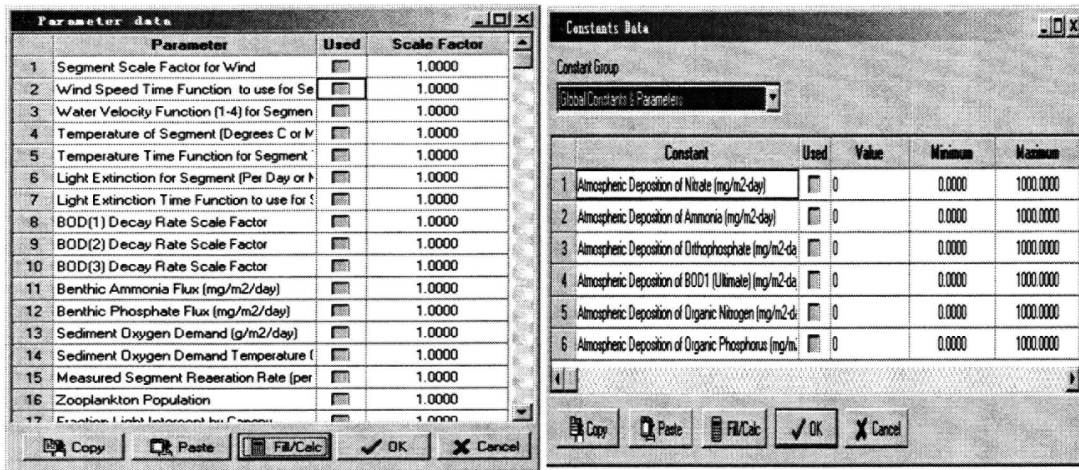 Parameter data
Parameter Used Scale Factor
1 Segment Scale Factor for Wind 1.0000
2 Wind Speed Time Function to use for Se 1.0000
3 Water Velocity Function (1-4) for Segmen 1.0000
4 Temperature of Segment (Degrees C or M 1.0000
5 Temperature Time Function for Segment 1.0000
6 Light Extinction for Segment (Per Day or M 1.0000
7 Light Extinction Time Function to use for S 1.0000
8 BOD(1) Decay Rate Scale Factor 1.0000
9 BOD(2) Decay Rate Scale Factor 1.0000
10 BOD(3) Decay Rate Scale Factor 1.0000
11 Benthic Ammonia Flux (mg/m2/day) 1.0000
12 Benthic Phosphate Flux (mg/m2/day) 1.0000
13 Sediment Oxygen Demand (g/m2/day) 1.0000
14 Sediment Oxygen Demand Temperature ( 1.0000
15 Measured Segment Reaeration Rate (per 1.0000
16 Zooplankton Population 1.0000
17 Fraction Light Intercept by Canopy 1.0000
Copy Paste Fill/Calc OK Cancel
Constants Data
Constant Group
Global Constants & Parameters
Constant Used Value Minimum Maximum
1 Atmospheric Deposition of Nitrate (mg/m2-day) 0 0.0000 1000.0000
2 Atmospheric Deposition of Ammonia (mg/m2-day) 0 0.0000 1000.0000
3 Atmospheric Deposition of Orthophosphate (mg/m2-da 0 0.0000 1000.0000
4 Atmospheric Deposition of BOD1 (Ultimate) (mg/m2-da 0 0.0000 1000.0000
5 Atmospheric Deposition of Organic Nitrogen (mg/m2-d 0 0.0000 1000.0000
6 Atmospheric Deposition of Organic Phosphorus (mg/m 0 0.0000 1000.0000
Copy Paste Fill/Calc OK Cancel